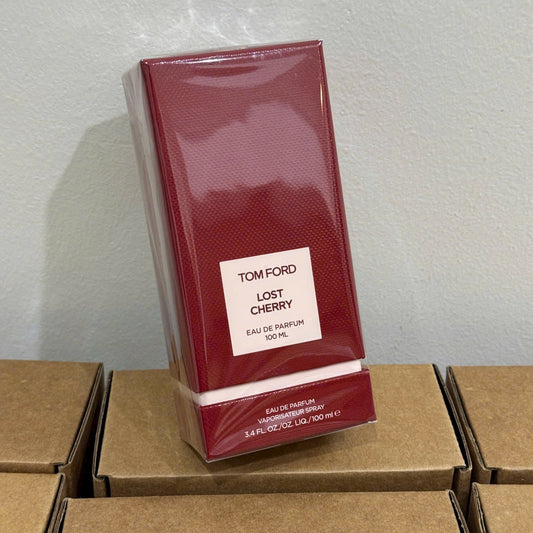 TOM FORD
LOST
CHERRY
EAU DE PARFUM
100 ML
EAU DE PARFUM
VAPORISATEUR SPRAY
3.4 FL.OZ./OZ. LIQ./100 ml ℮